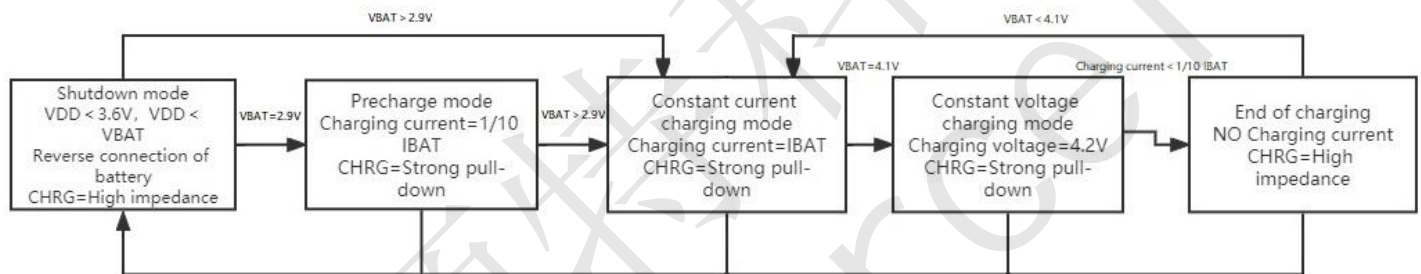 VBAT > 2.9V
VBAT < 4.1V
Shutdown mode
VDD < 3.6V, VDD <
VBAT
Reverse connection of
battery
CHRG=High impedance
VBAT=2.9V
Precharge mode
Charging current=1/10
IBAT
CHRG=Strong pull-
down
VBAT > 2.9V
Constant current
charging mode
Charging current=IBAT
CHRG=Strong pull-
down
VBAT=4.1V
Constant voltage
charging mode
Charging voltage=4.2V
CHRG=Strong pull-
down
Charging current < 1/10 IBAT
End of charging
NO Charging current
CHRG=High
impedance